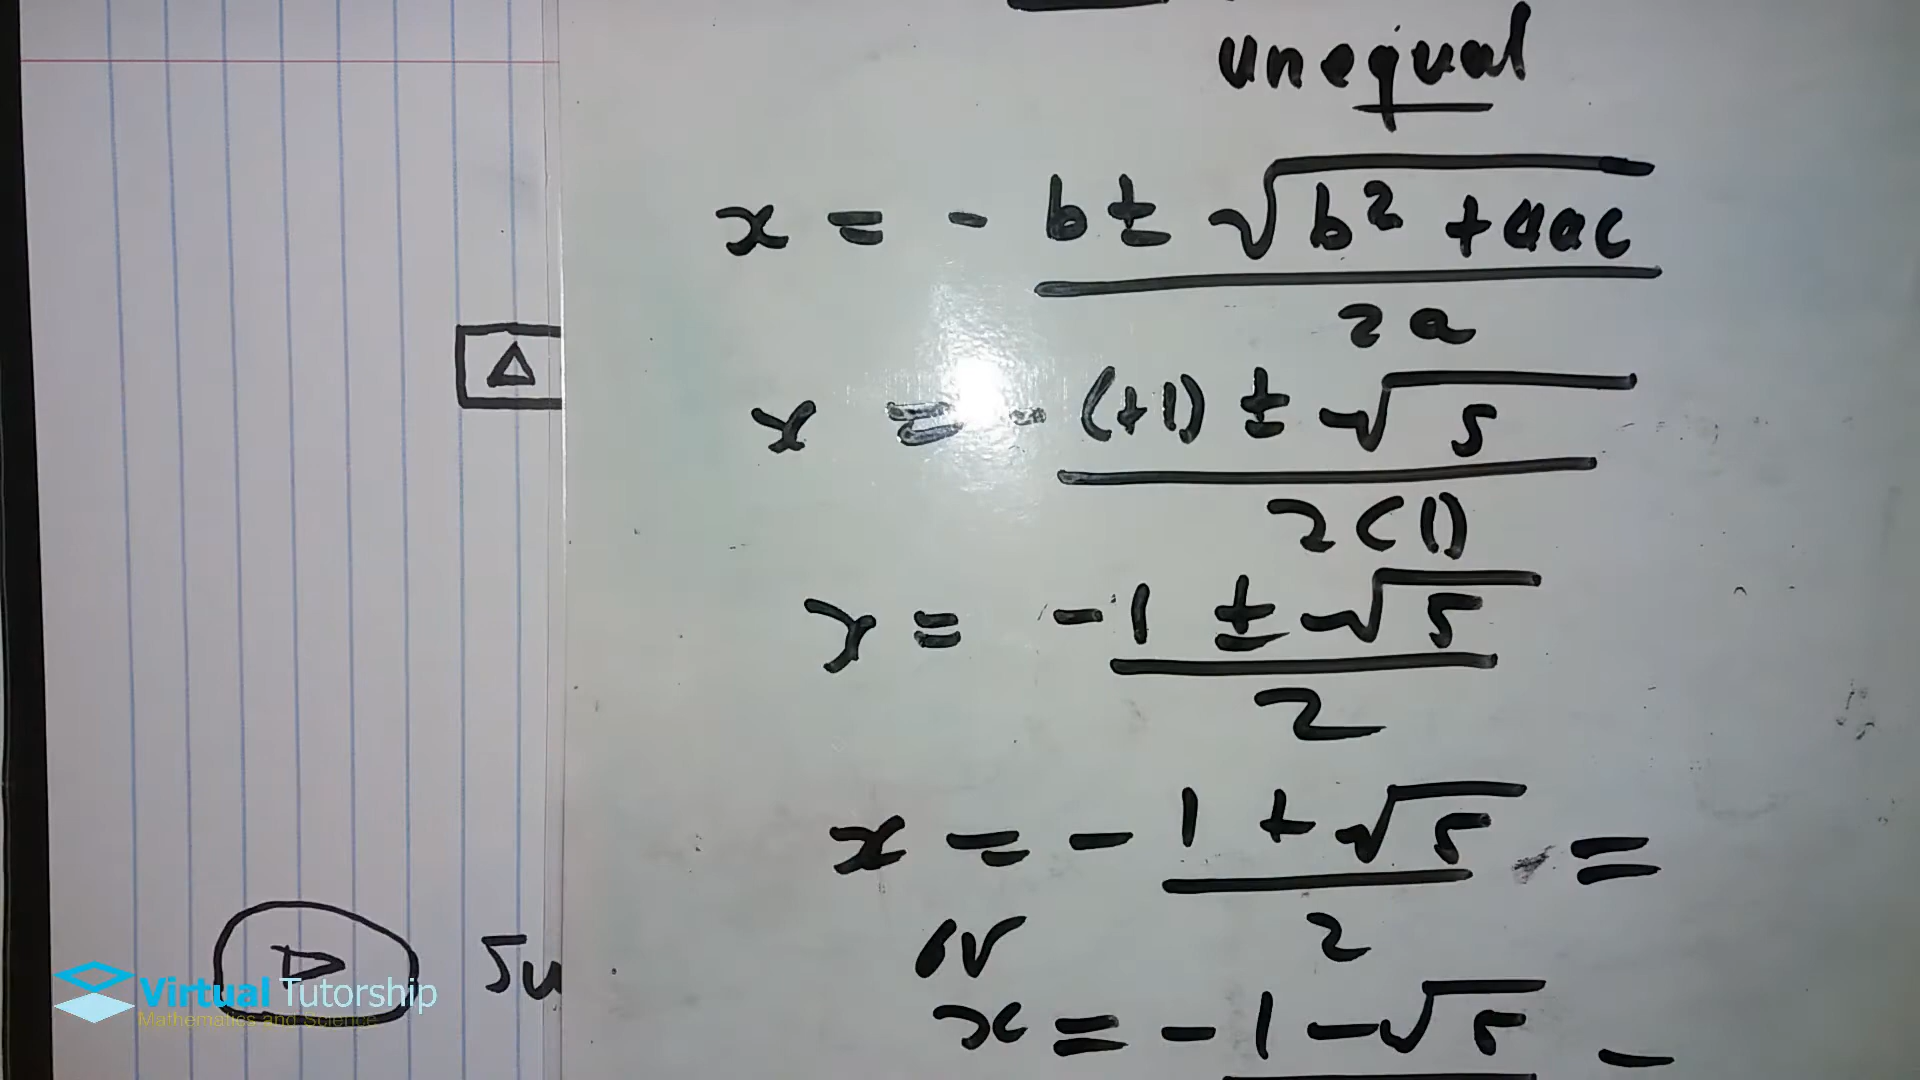 unequal
x = - b ± √b² + 4ac
2a
x = - (+1) ± √5
2(1)
x = -1 ± √5
2
x = - 1 + √5 =
2
or
x = -1 - √5
Su
Virtual Tutorship
Mathematics and Science